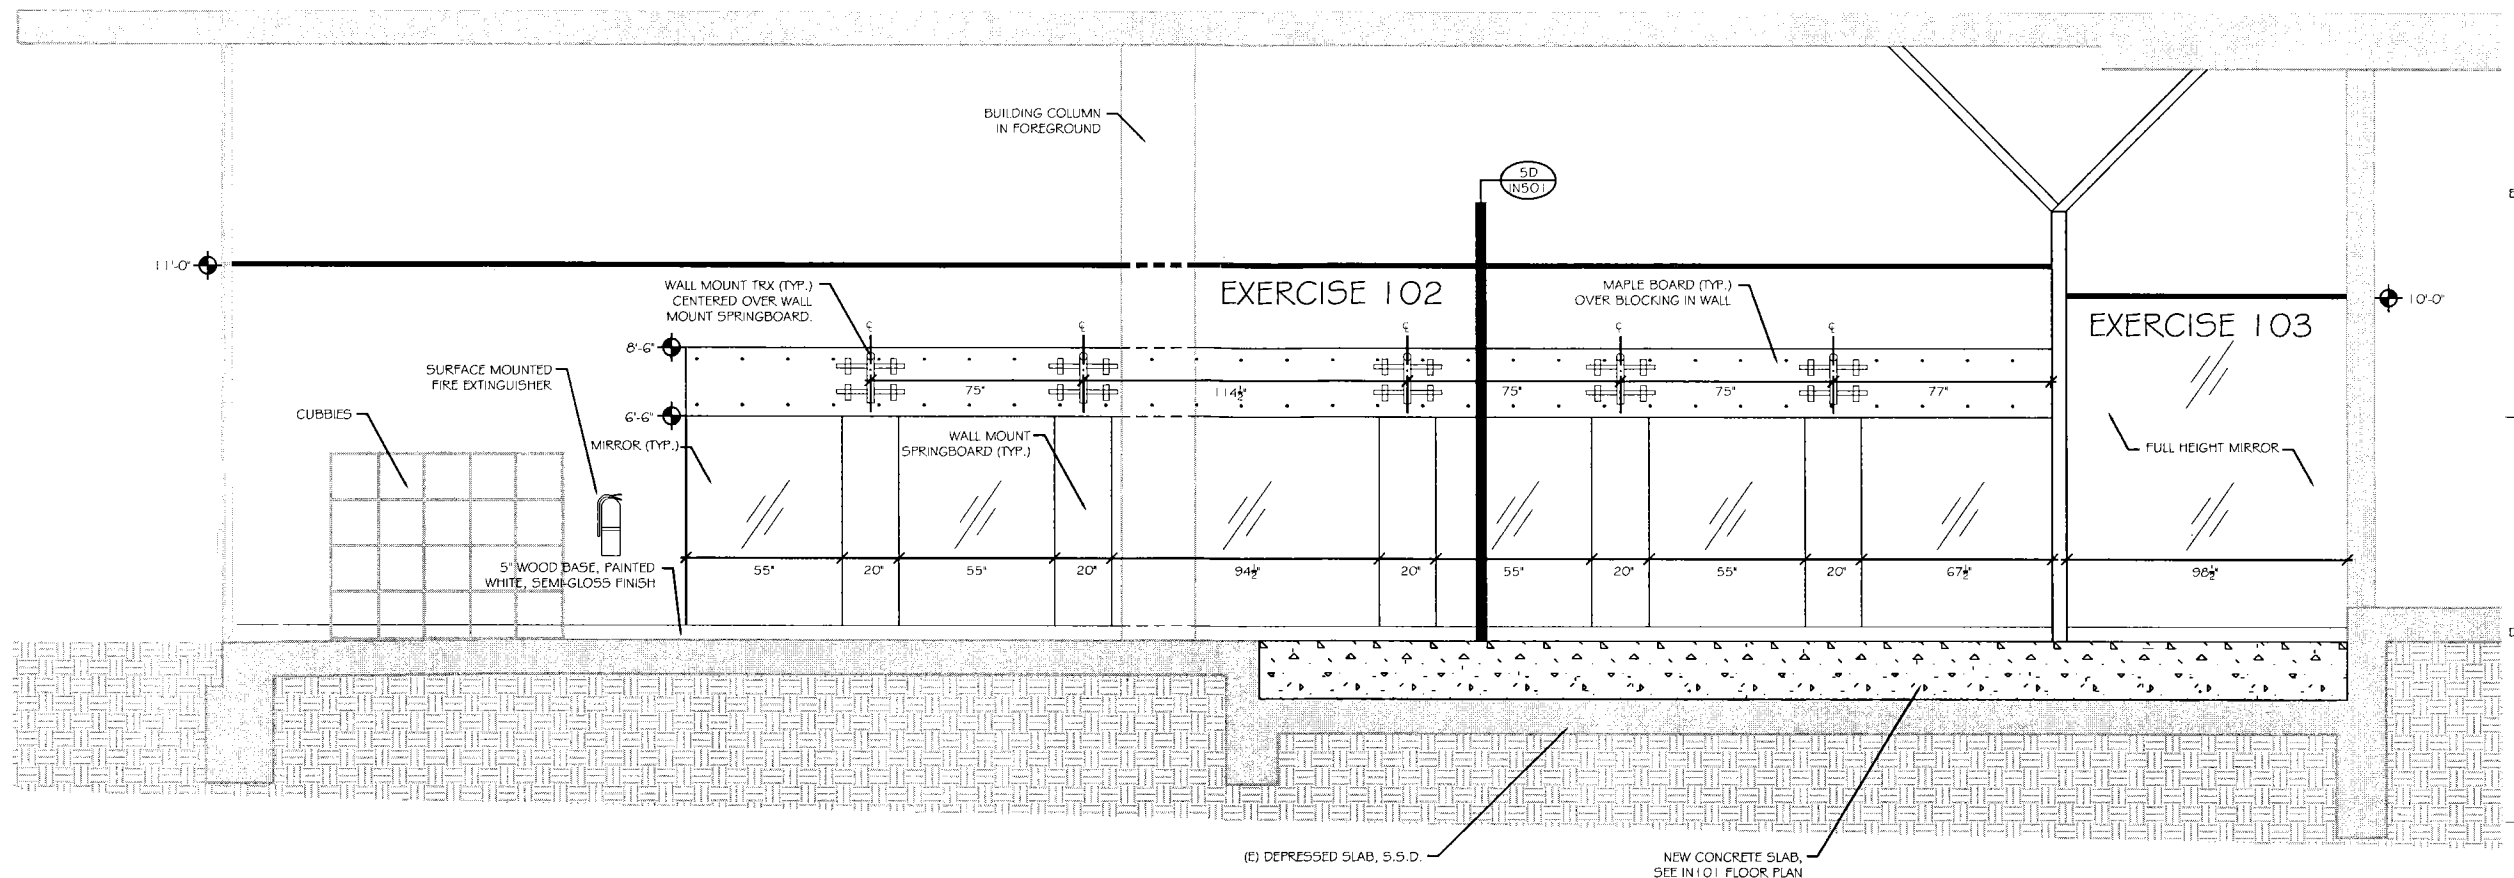 BUILDING COLUMN
IN FOREGROUND
5D
IN501
11'-0"
WALL MOUNT TRX (TYP.)
CENTERED OVER WALL
MOUNT SPRINGBOARD.
EXERCISE 102
MAPLE BOARD (TYP.)
OVER BLOCKING IN WALL
10'-0"
EXERCISE 103
℄
℄
℄
℄
℄
8'-6"
SURFACE MOUNTED
FIRE EXTINGUISHER
75"
114½"
75"
75"
77"
CUBBIES
6'-6"
MIRROR (TYP.)
WALL MOUNT
SPRINGBOARD (TYP.)
FULL HEIGHT MIRROR
5" WOOD BASE, PAINTED
WHITE, SEMI-GLOSS FINISH
55"
20"
55"
20"
94½"
20"
55"
20"
55"
20"
67½"
98½"
(E) DEPRESSED SLAB, S.S.D.
NEW CONCRETE SLAB,
SEE IN101 FLOOR PLAN